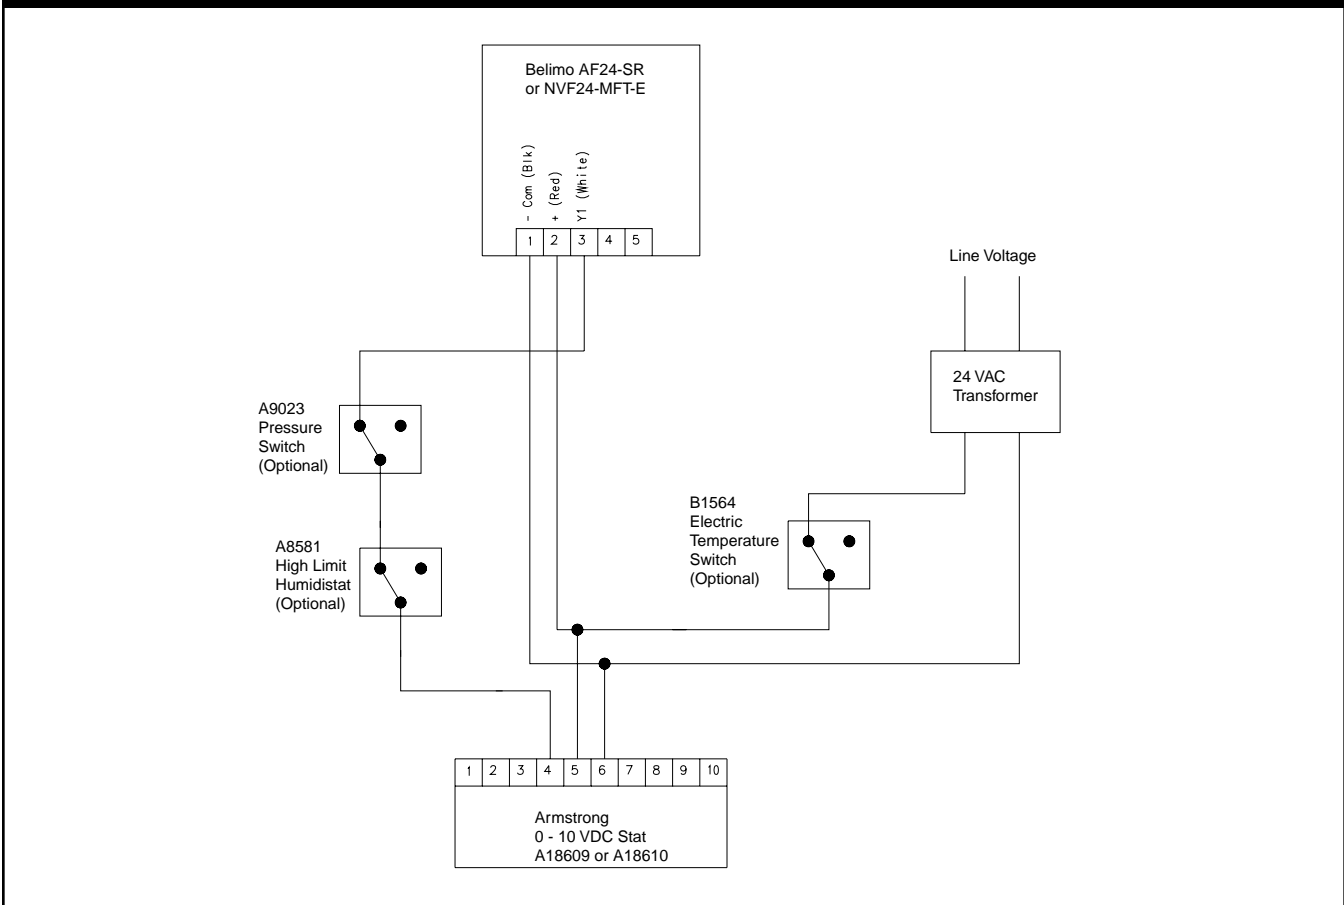 Belimo AF24-SR
or NVF24-MFT-E
- Com (Blk)
+ (Red)
Y1 (White)
1 2 3 4 5
Line Voltage
24 VAC
Transformer
A9023
Pressure
Switch
(Optional)
B1564
Electric
Temperature
Switch
(Optional)
A8581
High Limit
Humidistat
(Optional)
1 2 3 4 5 6 7 8 9 10
Armstrong
0 - 10 VDC Stat
A18609 or A18610